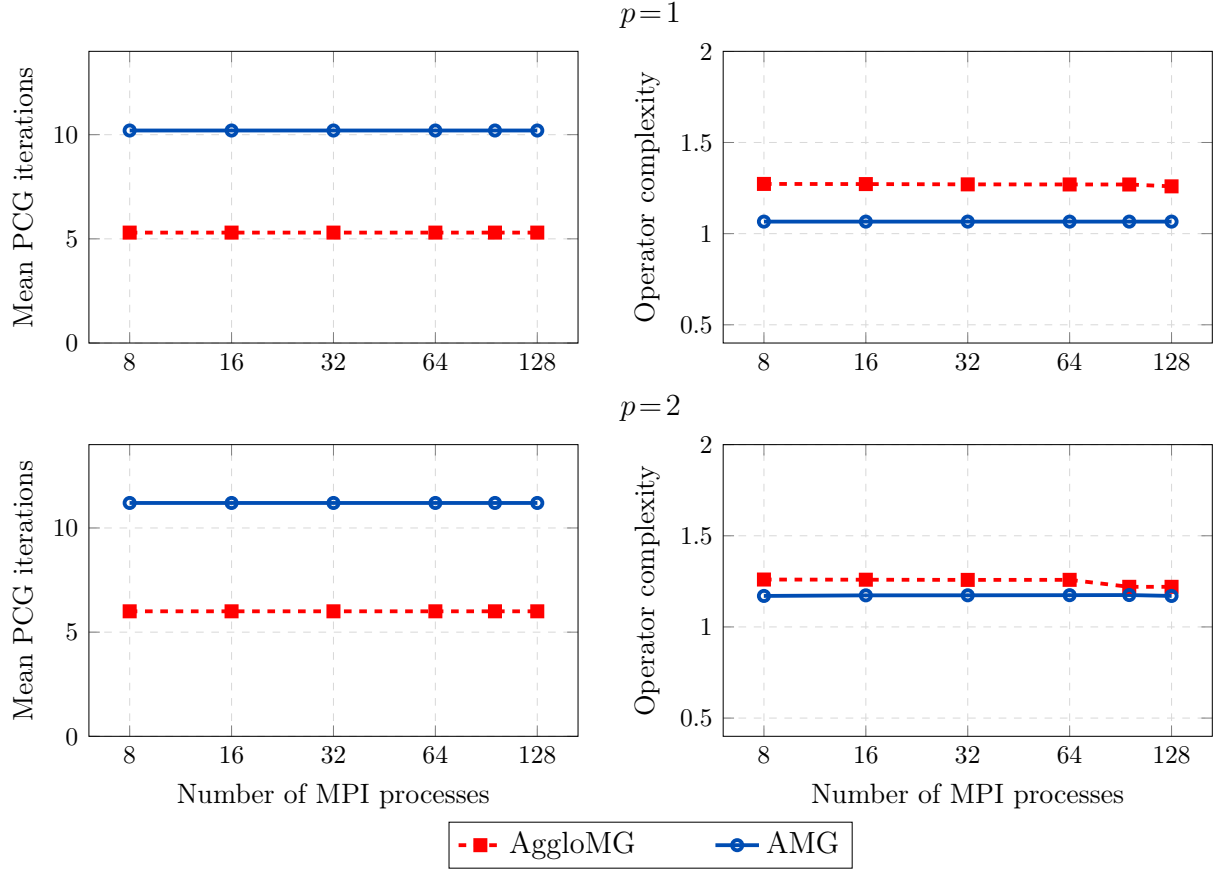 p=1
Mean PCG iterations
10
5
0
8 16 32 64 128
Operator complexity
2
1.5
1
0.5
8 16 32 64 128
p=2
Mean PCG iterations
10
5
0
8 16 32 64 128
Number of MPI processes
Operator complexity
2
1.5
1
0.5
8 16 32 64 128
Number of MPI processes
AggloMG AMG